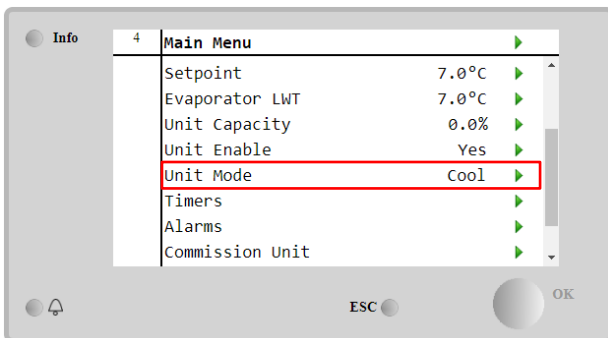 Info
4 Main Menu
Setpoint 7.0°C
Evaporator LWT 7.0°C
Unit Capacity 0.0%
Unit Enable Yes
Unit Mode Cool
Timers
Alarms
Commission Unit
ESC OK